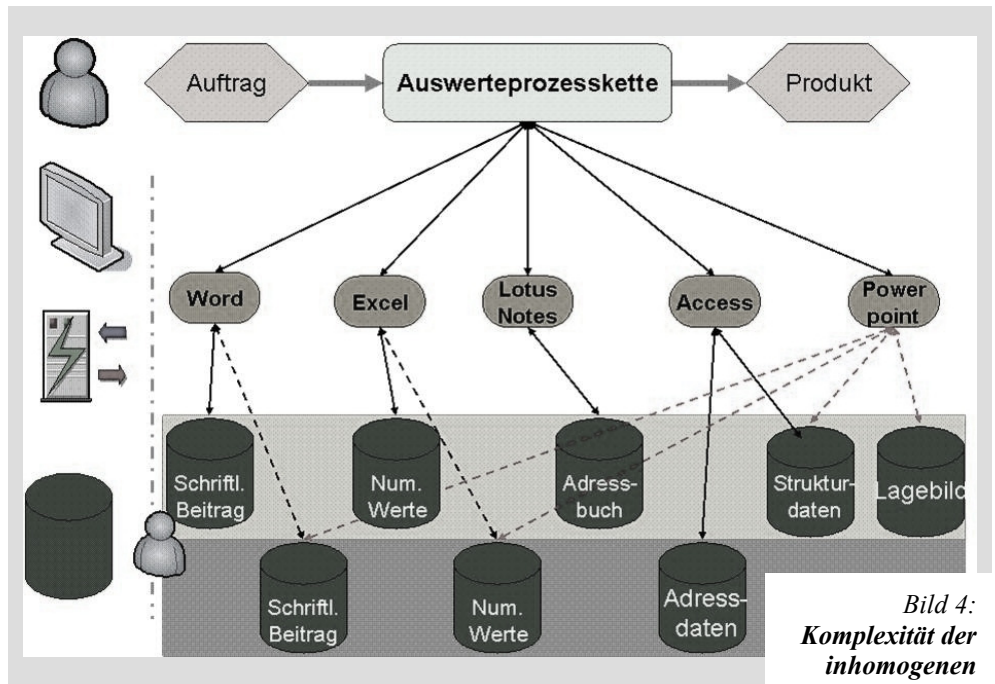 Auftrag
Auswerteprozesskette
Produkt
Word
Excel
Lotus
Notes
Access
Power
point
Schriftl.
Beitrag
Num.
Werte
Adress-
buch
Struktur-
daten
Lagebild
Schriftl.
Beitrag
Num.
Werte
Adress-
daten
Bild 4:
Komplexität der
inhomogenen